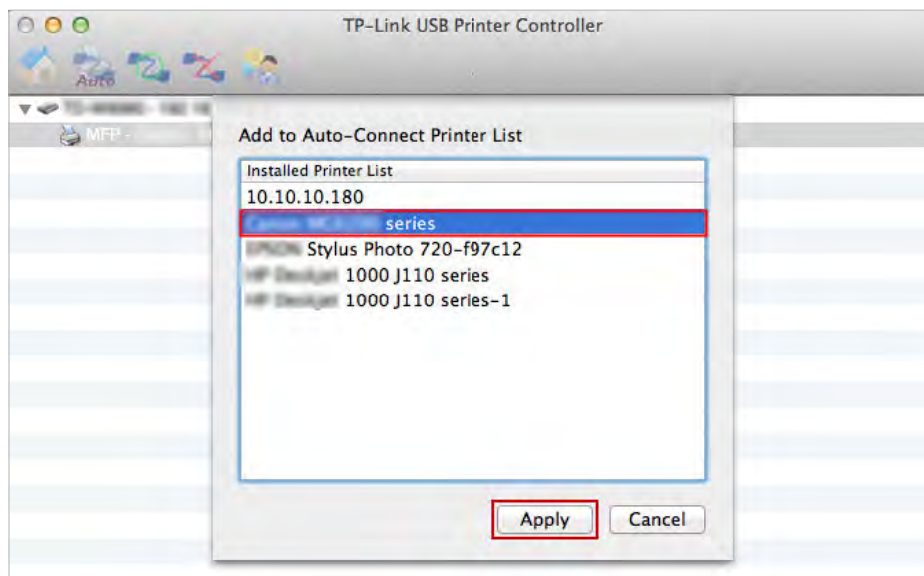 TP-Link USB Printer Controller
Auto
MFP -
Add to Auto-Connect Printer List
Installed Printer List
10.10.10.180
series
Stylus Photo 720-f97c12
1000 J110 series
1000 J110 series-1
Apply
Cancel